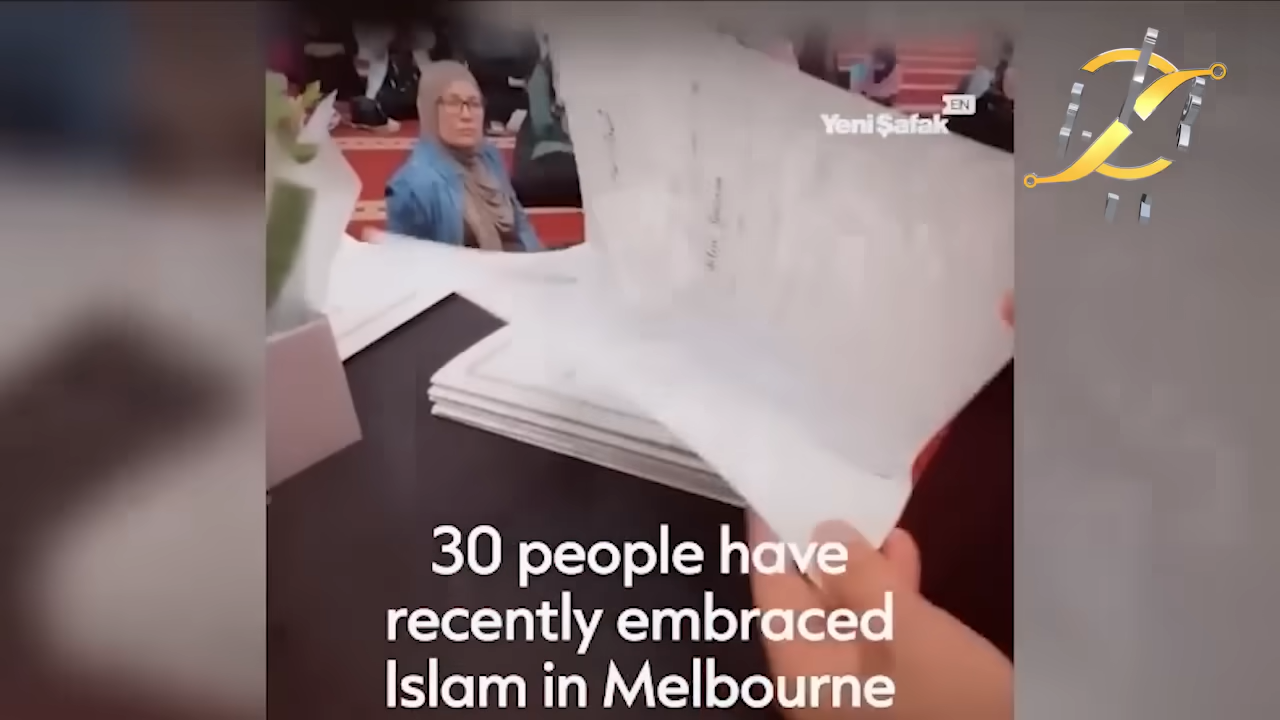 EN
Yeni Şafak
30 people have
recently embraced
Islam in Melbourne